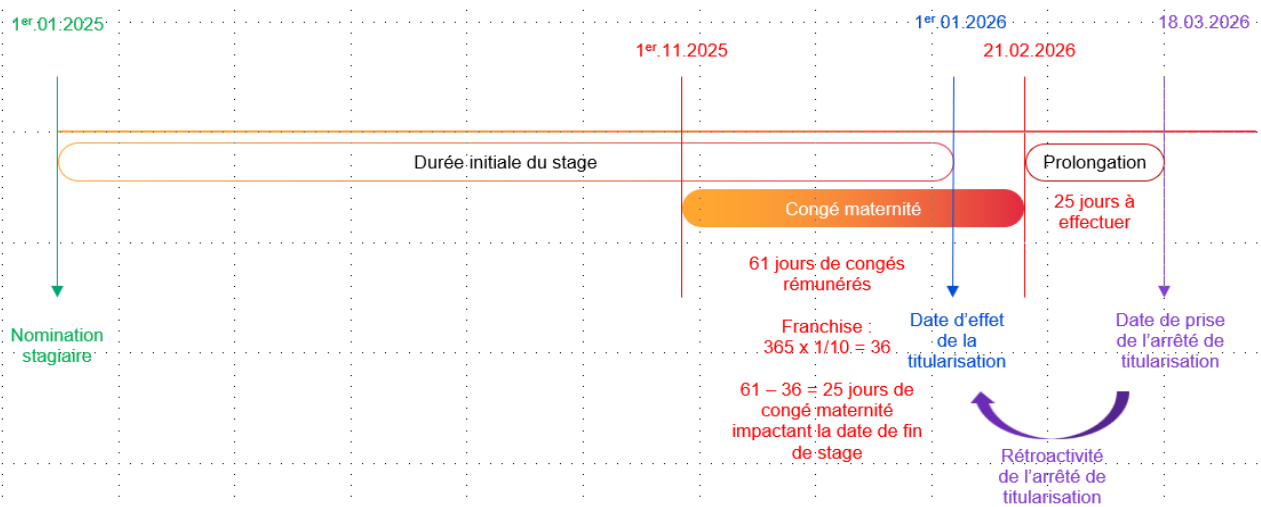 1er.01.2025
1er.01.2026
18.03.2026
1er.11.2025
21.02.2026
Durée initiale du stage
Prolongation
Congé maternité
25 jours à
effectuer
61 jours de congés
rémunérés
Franchise :
365 x 1/10 = 36
61 – 36 = 25 jours de
congé maternité
impactant la date de fin
de stage
Nomination
stagiaire
Date d’effet
de la
titularisation
Date de prise
de l’arrêté de
titularisation
Rétroactivité
de l’arrêté de
titularisation